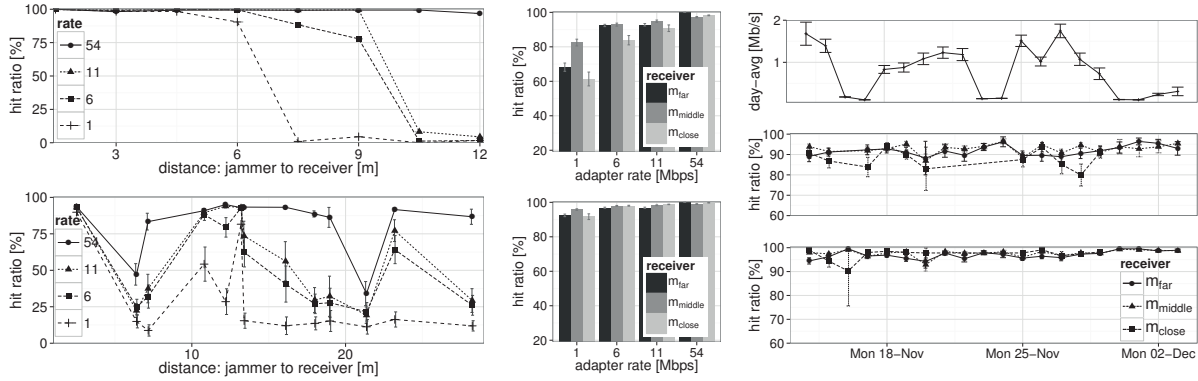 100
75
50
25
0
hit ratio [%]
rate
54
11
6
1
3
6
9
12
distance: jammer to receiver [m]
100
75
50
25
0
hit ratio [%]
rate
54
11
6
1
10
20
distance: jammer to receiver [m]
100
80
60
40
20
hit ratio [%]
receiver
m_far
m_middle
m_close
1
6
11
54
adapter rate [Mbps]
100
80
60
40
20
hit ratio [%]
receiver
m_far
m_middle
m_close
1
6
11
54
adapter rate [Mbps]
2
1
day−avg [Mb/s]
100
90
80
70
60
hit ratio [%]
100
90
80
70
60
hit ratio [%]
receiver
m_far
m_middle
m_close
Mon 18−Nov
Mon 25−Nov
Mon 02−Dec